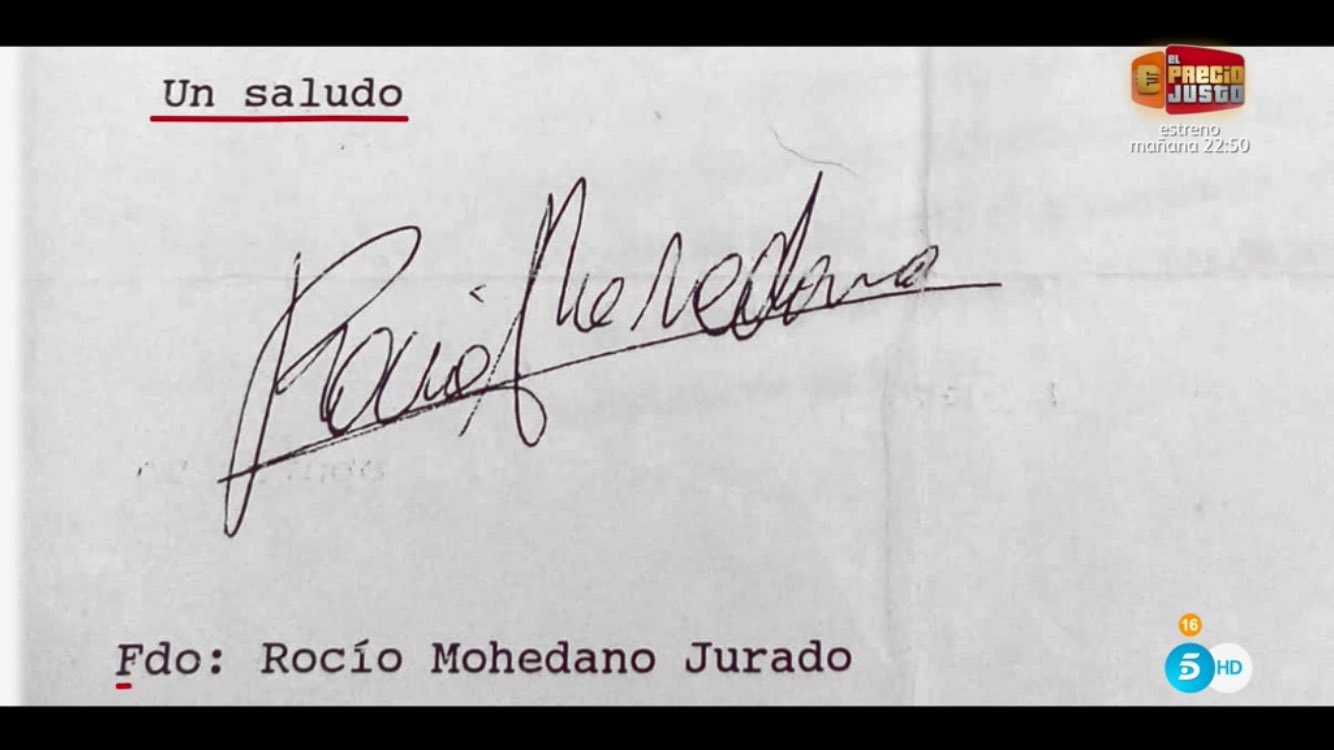 Un saludo
EL
PRECIO
JUSTO
estreno
mañana 22:50
Rocío Mohedano
Fdo: Rocío Mohedano Jurado
16
5 HD